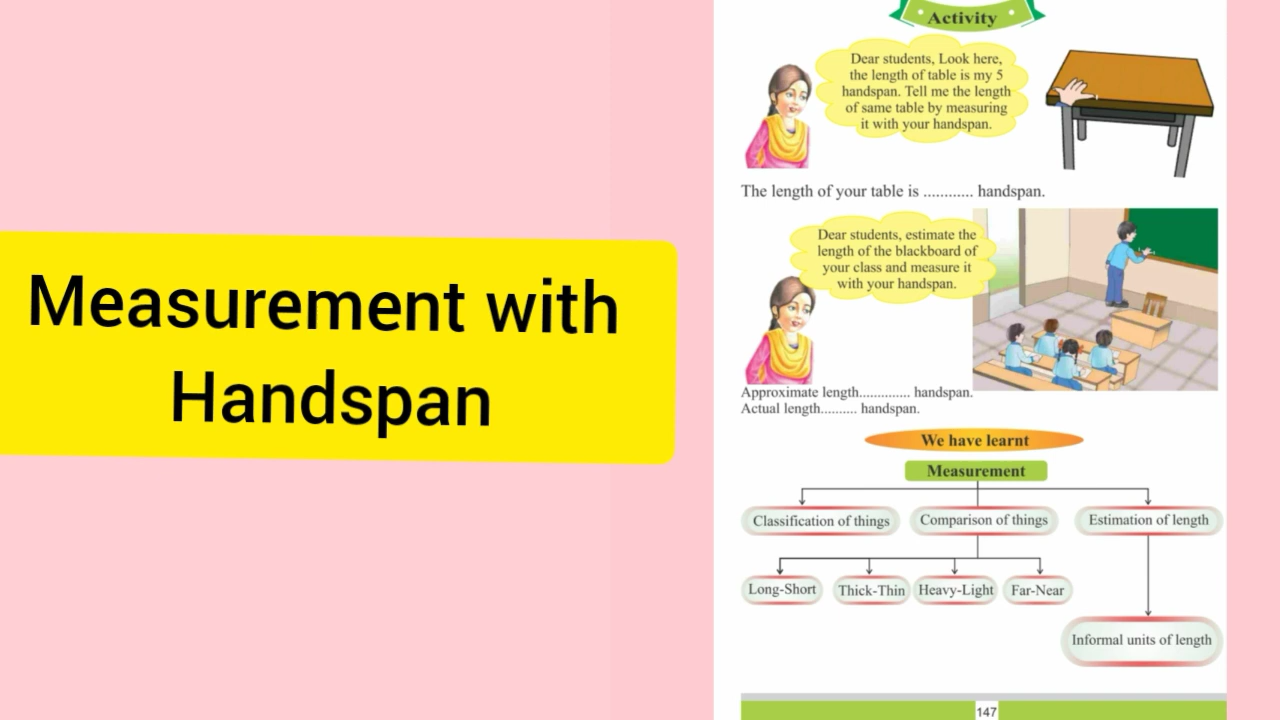 Measurement with
Handspan
Activity
Dear students, Look here,
the length of table is my 5
handspan. Tell me the length
of same table by measuring
it with your handspan.
The length of your table is ............ handspan.
Dear students, estimate the
length of the blackboard of
your class and measure it
with your handspan.
Approximate length.............. handspan.
Actual length.......... handspan.
We have learnt
Measurement
Classification of things
Comparison of things
Estimation of length
Long-Short
Thick-Thin
Heavy-Light
Far-Near
Informal units of length
147